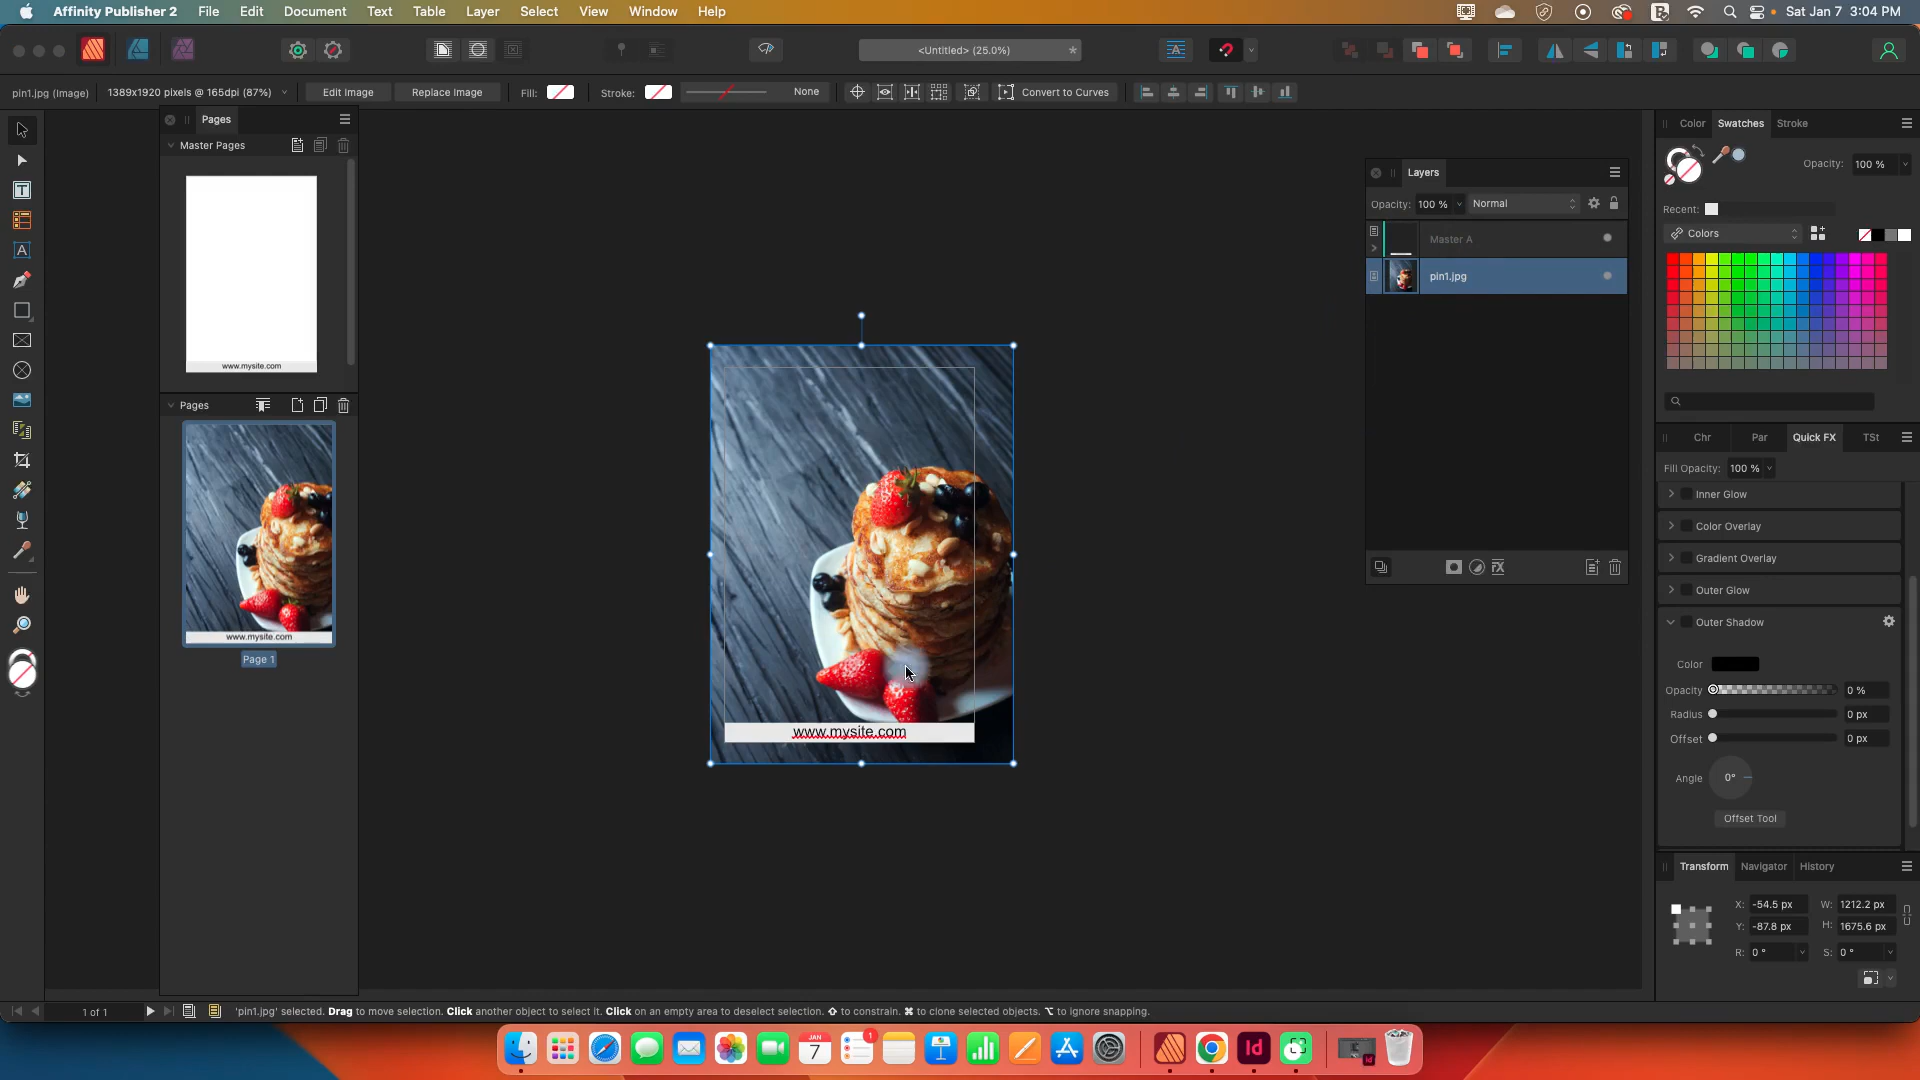 Affinity Publisher 2 File Edit Document Text Table Layer Select View Window Help Sat Jan 7 3:04 PM
<Untitled> (25.0%) *
pin1.jpg (Image) 1389x1920 pixels @ 165dpi (87%) Edit Image Replace Image Fill: Stroke: None Convert to Curves
Pages
Master Pages
www.mysite.com
Pages
www.mysite.com
Page 1
www.mysite.com
Layers
Opacity: 100 % Normal
Master A
pin1.jpg
Color Swatches Stroke
Opacity: 100 %
Recent:
Colors
Chr Par Quick FX TSt
Fill Opacity: 100 %
Inner Glow
Color Overlay
Gradient Overlay
Outer Glow
Outer Shadow
Color
Opacity 0 %
Radius 0 px
Offset 0 px
Angle 0°
Offset Tool
Transform Navigator History
X: -54.5 px W: 1212.2 px
Y: -87.8 px H: 1675.6 px
R: 0 ° S: 0 °
1 of 1 'pin1.jpg' selected. Drag to move selection. Click another object to select it. Click on an empty area to deselect selection. ⇧ to constrain. ⌘ to clone selected objects. ⌥ to ignore snapping.
JAN
7
1
Id